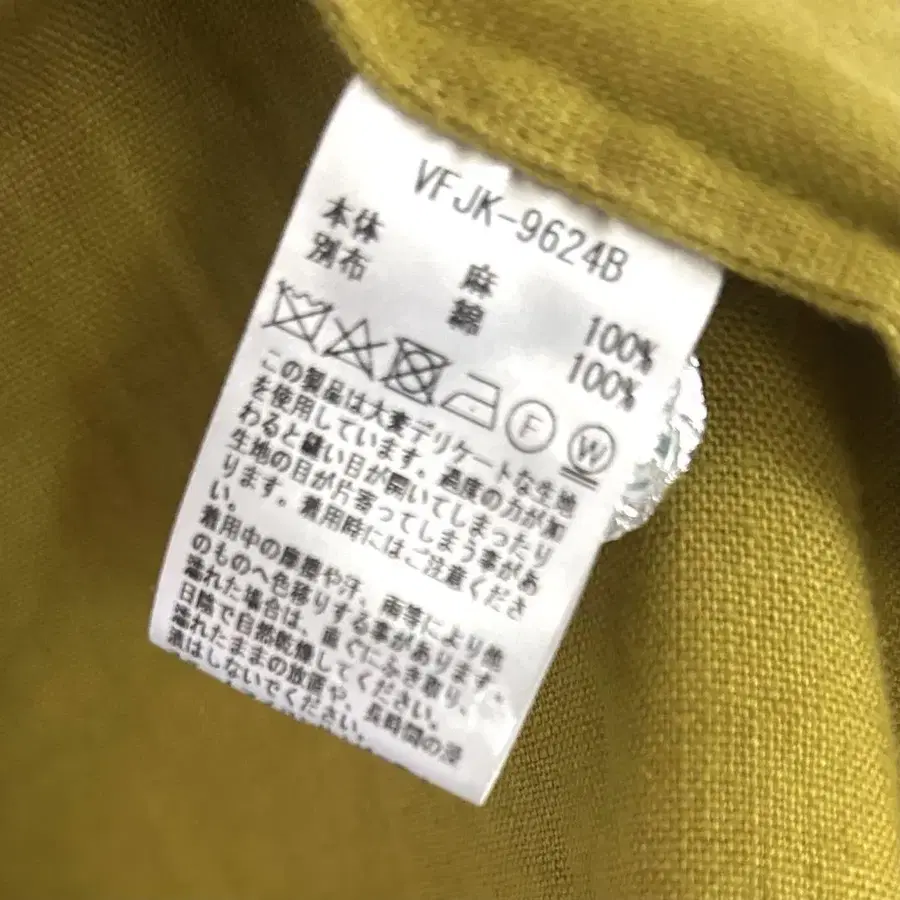 VFJK-9624B
本体 麻 100%
別布 綿 100%
F W
この製品は大変デリケートな生地
を使用しています。過度の力が加
わると縫い目が開いてしまったり
生地の目が片寄ってしまう事があ
ります。着用時にはご注意くださ
い。
着用中の摩擦や汗、雨等により他
のものへ色移りする事があります。
濡れた場合は、直ぐにふき取り、
日陰で自然乾燥してください。
濡れたままの放置や、長時間の浸
漬はしないでください。